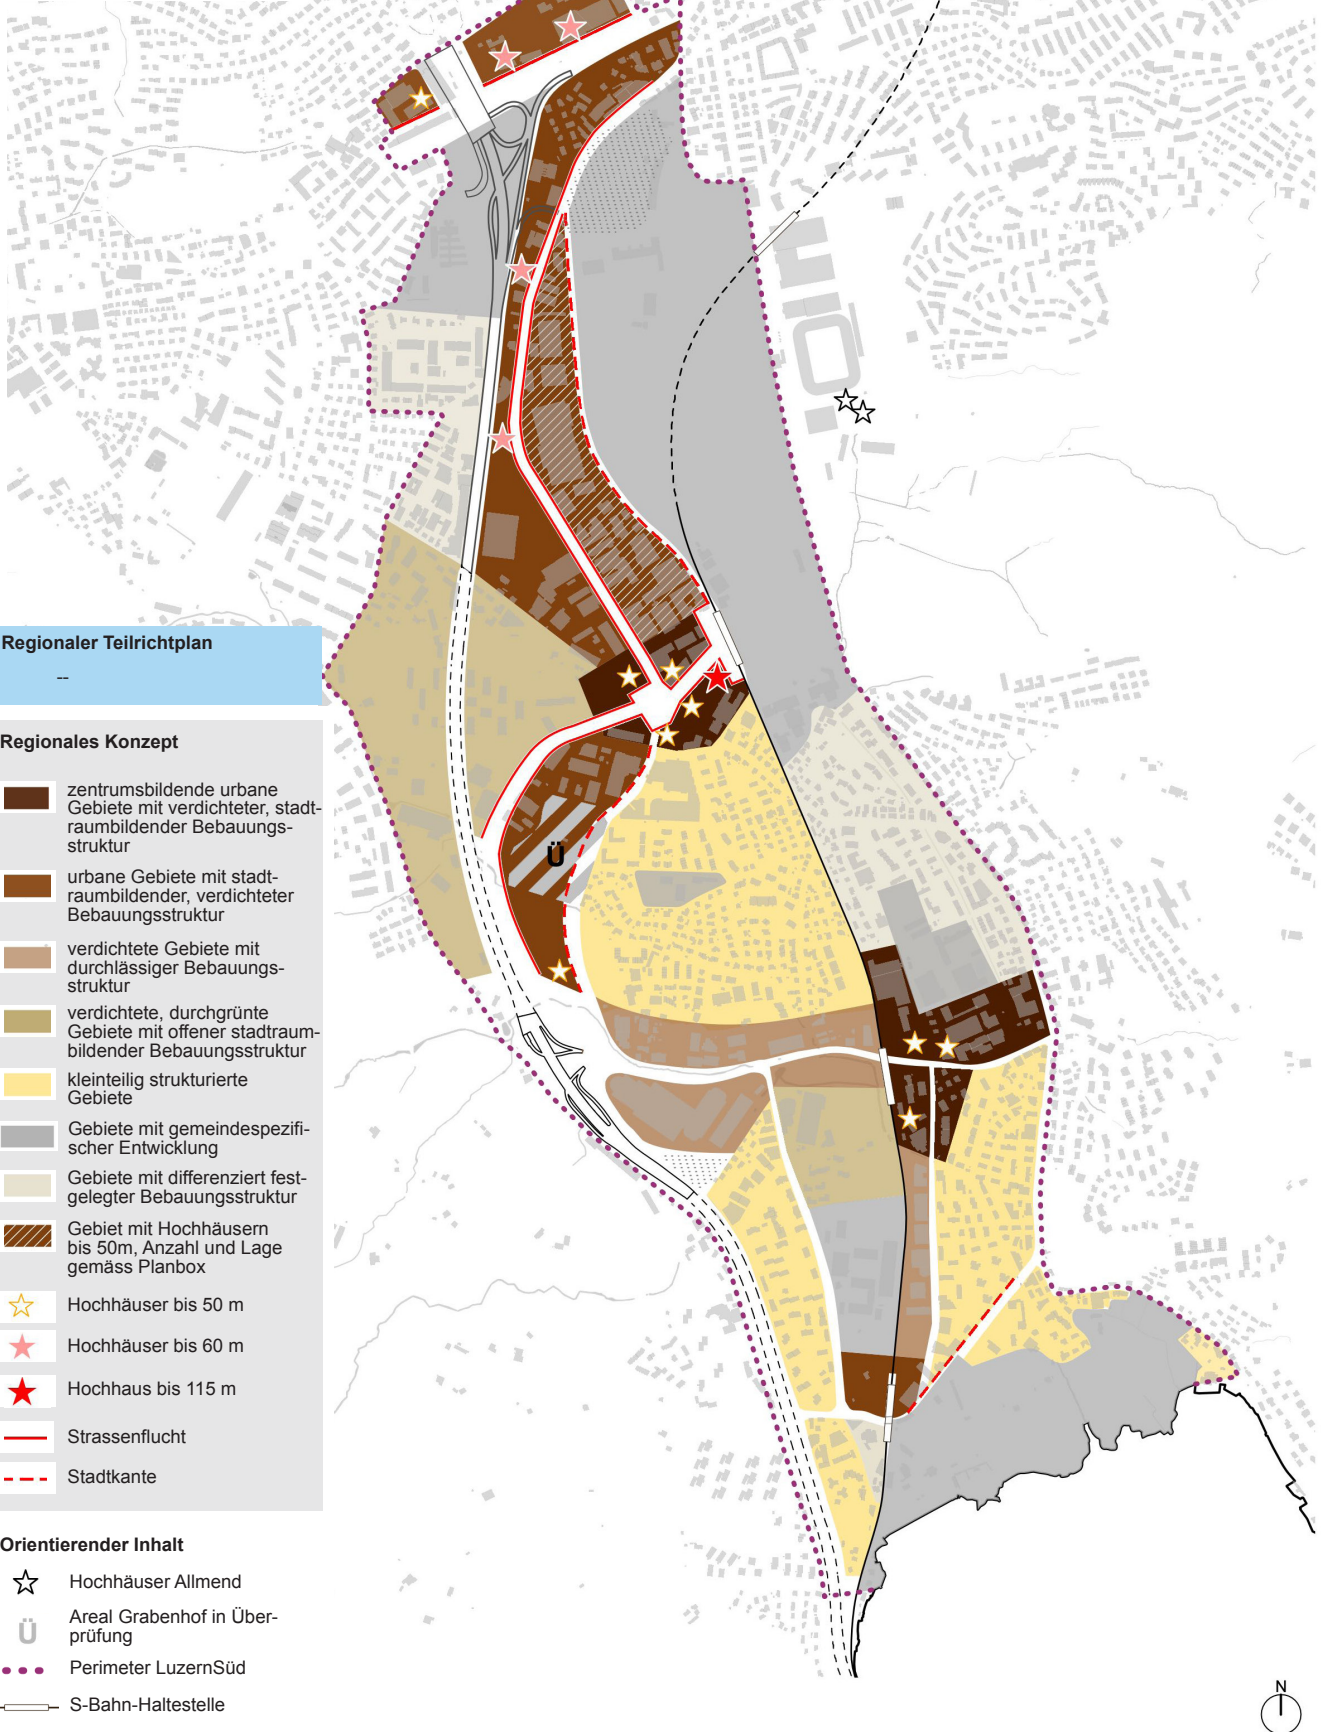 Regionaler Teilrichtplan
--
Regionales Konzept
zentrumsbildende urbane
Gebiete mit verdichteter, stadt-
raumbildender Bebauungs-
struktur
urbane Gebiete mit stadt-
raumbildender, verdichteter
Bebauungsstruktur
verdichtete Gebiete mit
durchlässiger Bebauungs-
struktur
verdichtete, durchgrünte
Gebiete mit offener stadtraum-
bildender Bebauungsstruktur
kleinteilig strukturierte
Gebiete
Gebiete mit gemeindespezifi-
scher Entwicklung
Gebiete mit differenziert fest-
gelegter Bebauungsstruktur
Gebiet mit Hochhäusern
bis 50m, Anzahl und Lage
gemäss Planbox
Hochhäuser bis 50 m
Hochhäuser bis 60 m
Hochhaus bis 115 m
Strassenflucht
Stadtkante
Orientierender Inhalt
Hochhäuser Allmend
Ü Areal Grabenhof in Über-
prüfung
Perimeter LuzernSüd
S-Bahn-Haltestelle
Ü
N